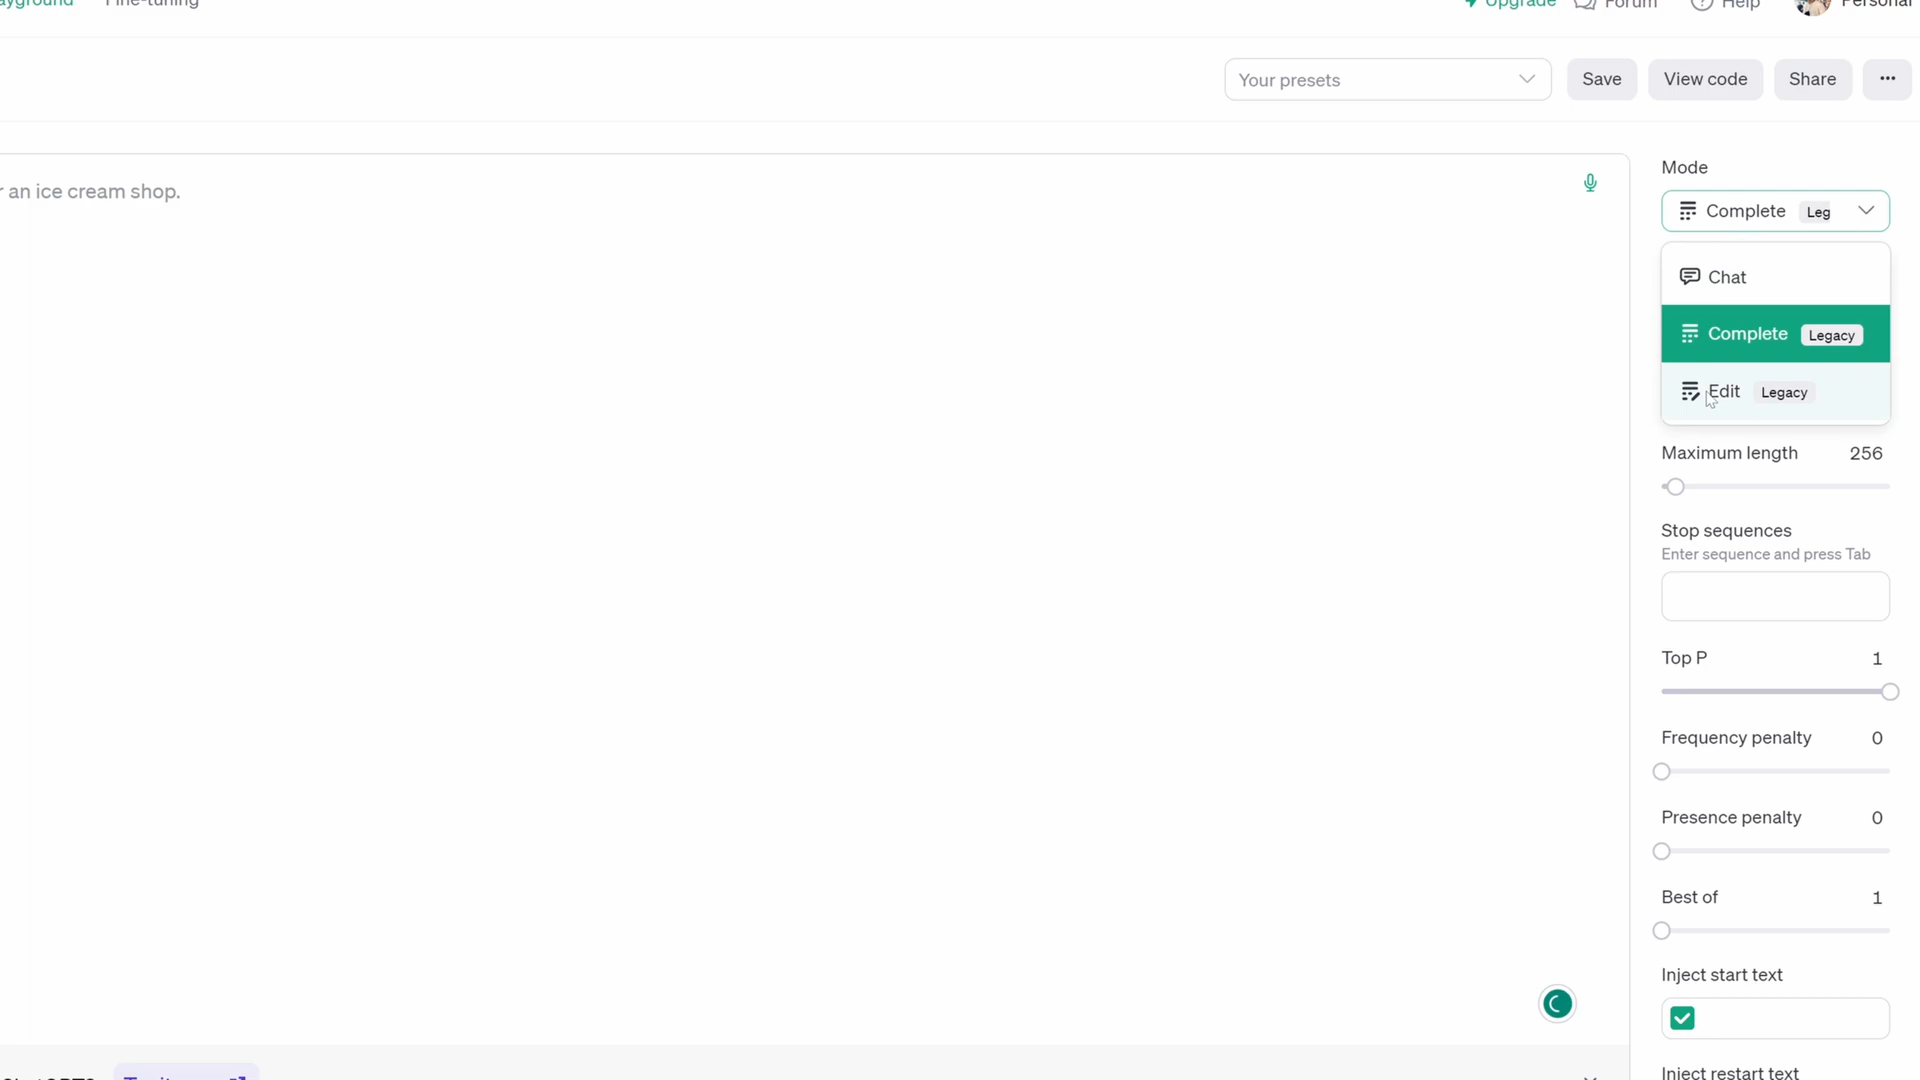 Upgrade
Forum
Help
Personal
Your presets
Save
View code
Share
an ice cream shop.
Mode
Complete Leg
Chat
Complete Legacy
Edit Legacy
Maximum length 256
Stop sequences
Enter sequence and press Tab
Top P 1
Frequency penalty 0
Presence penalty 0
Best of 1
Inject start text
Inject restart text